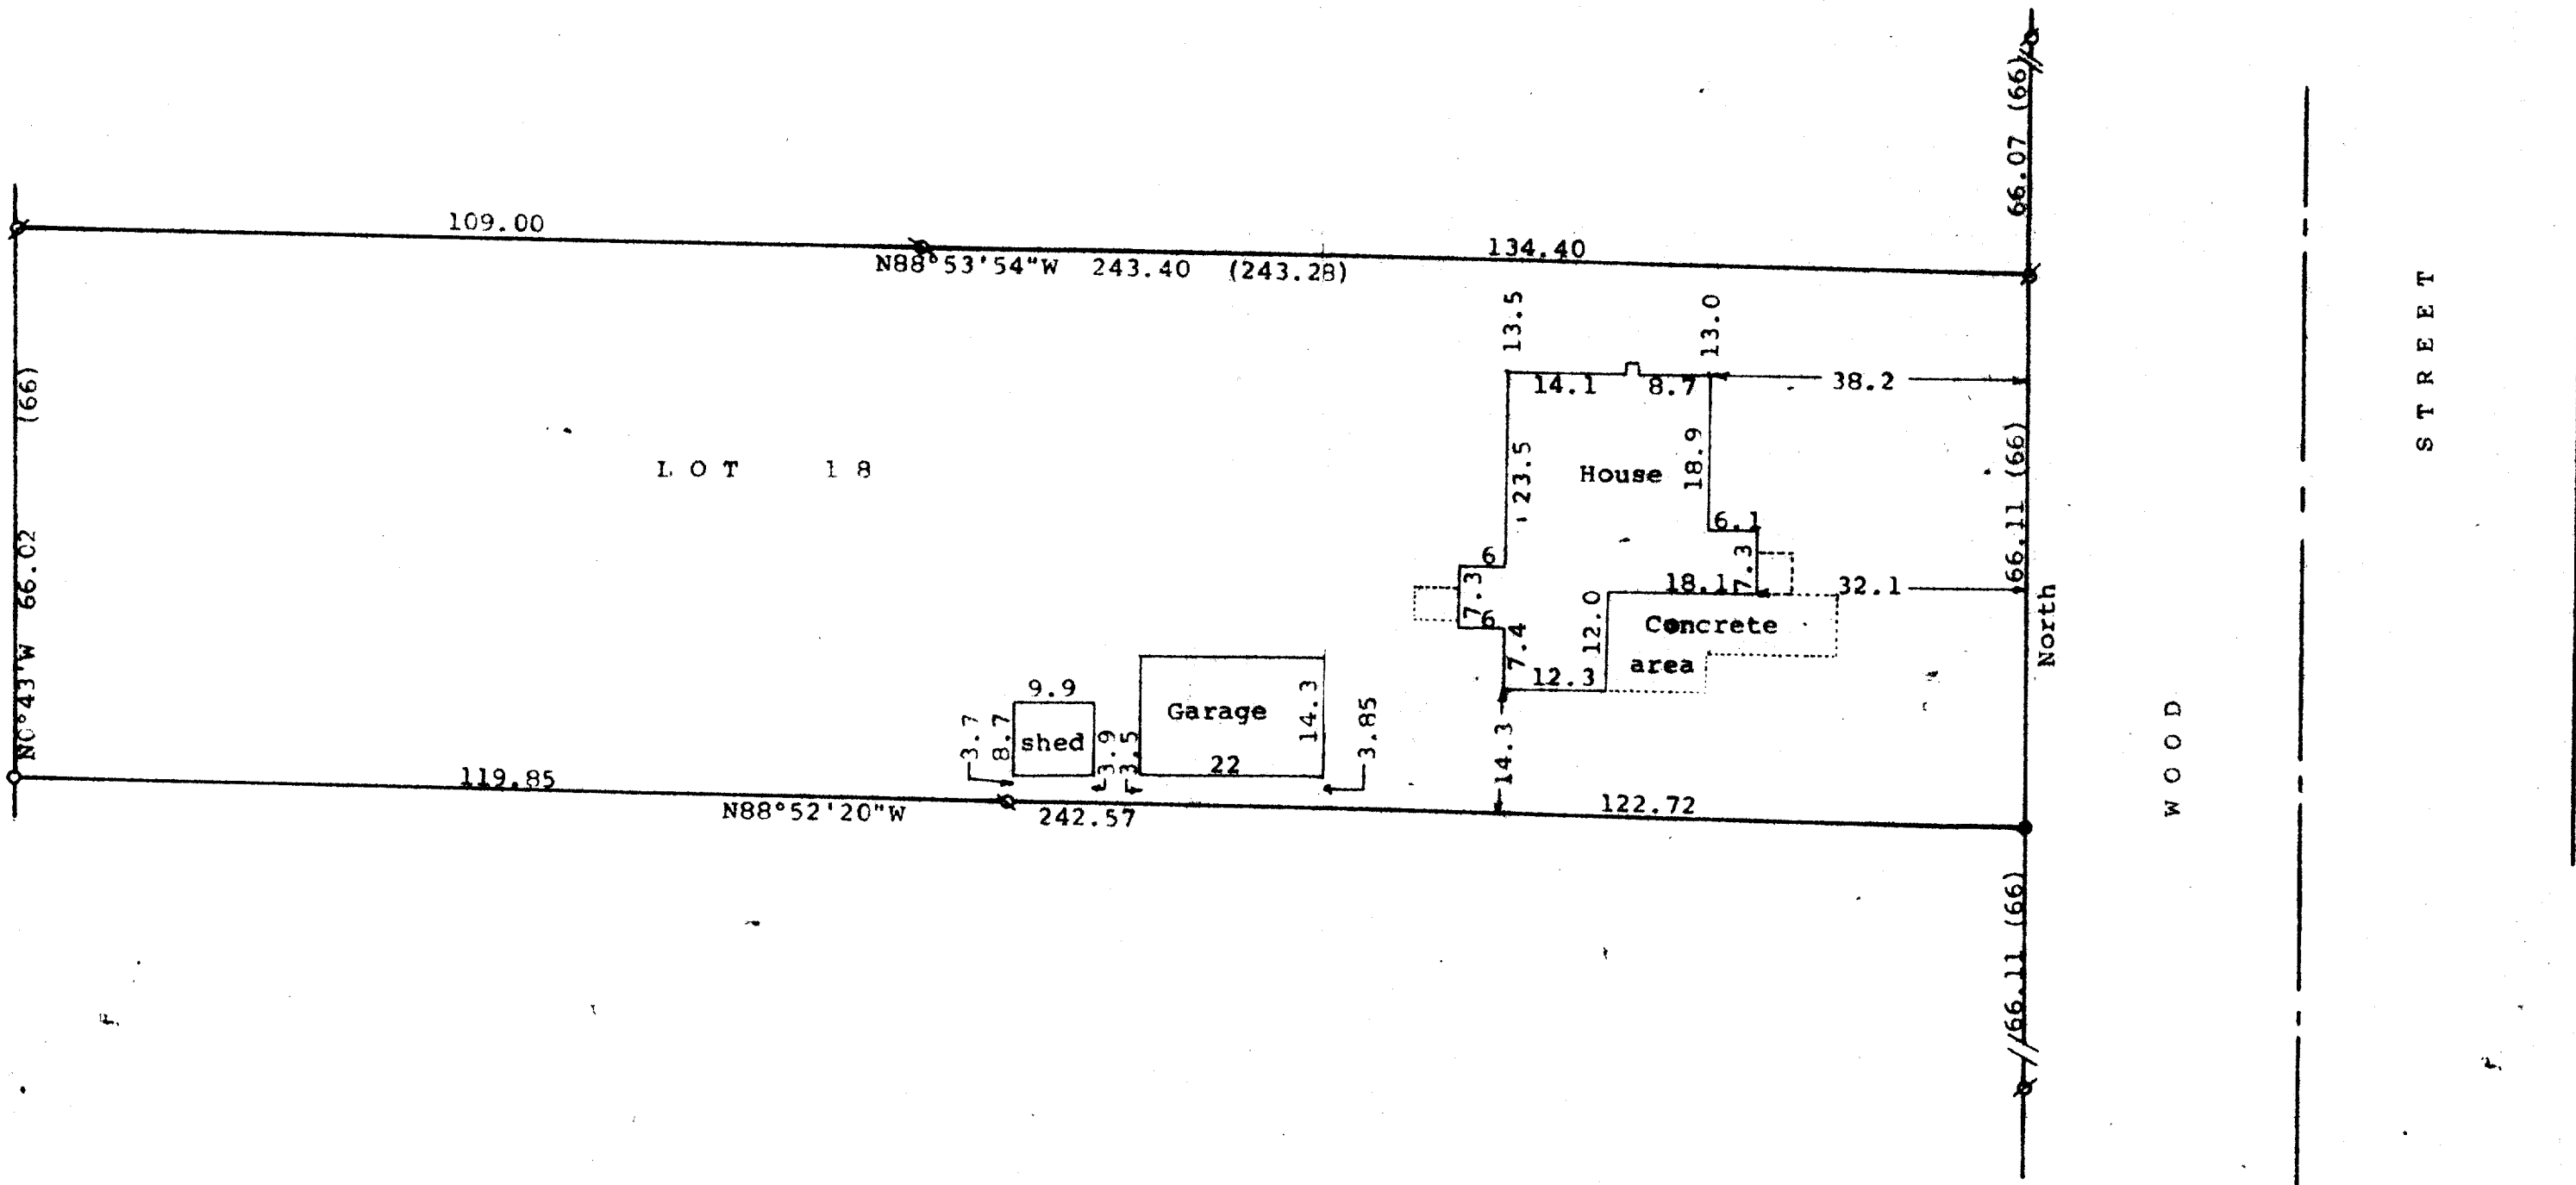 66.07 (66)
109.00
134.40
N88°53'54"W 243.40 (243.28)
13.5
13.0
14.1
8.7
38.2
STREET
(66)
N0°43'W 66.02
LOT 18
23.5
House
18.9
66.11 (66)
6.1
6
7.3
7.3
18.1
32.1
6
7.4
12.0
Concrete
area
North
12.3
9.9
Garage
14.3
3.85
3.7
8.7
shed
3.9
3.5
22
14.3
WOOD
119.85
122.72
N88°52'20"W
242.57
66.11 (66)